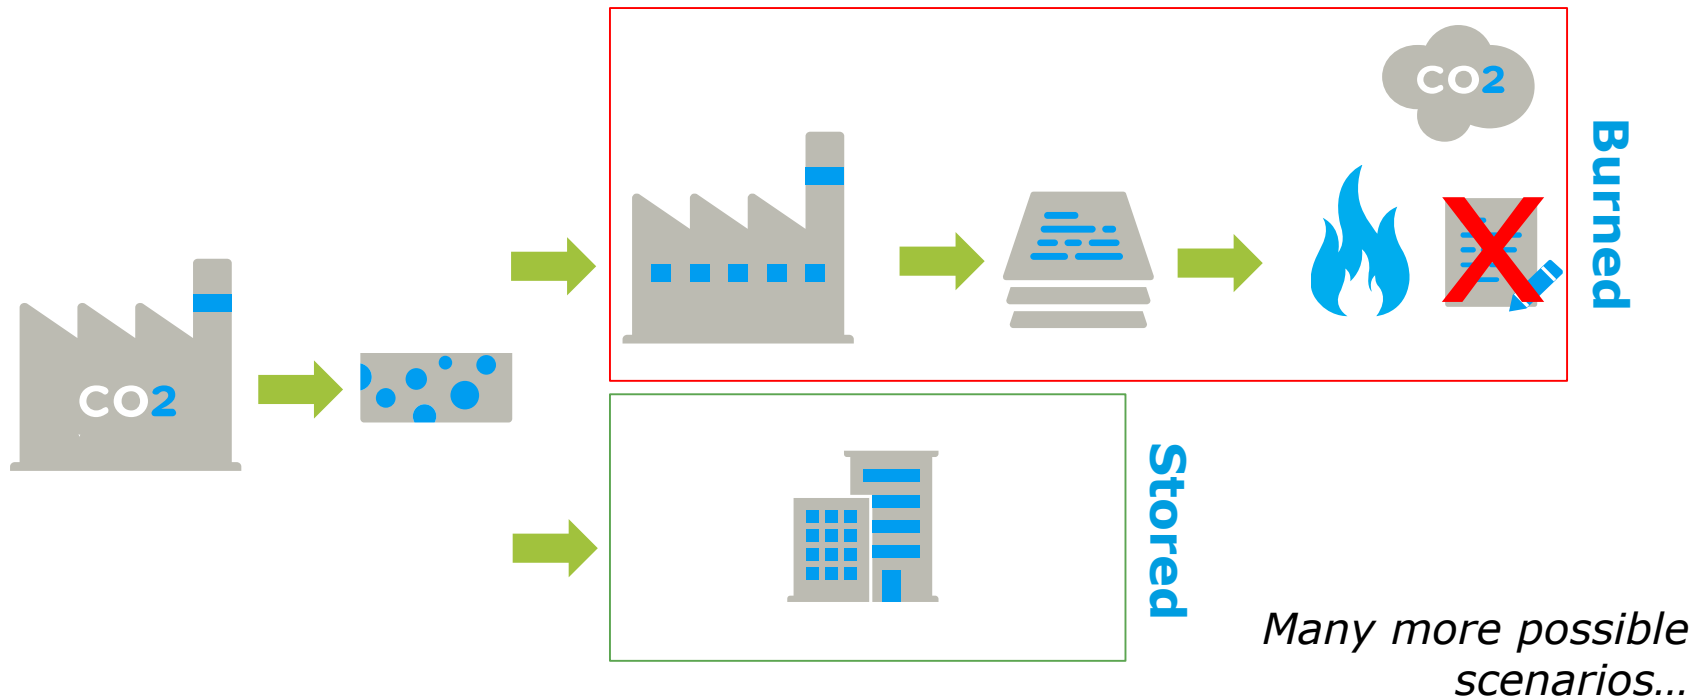 CO2
CO2
Burned
Stored
Many more possible
scenarios...